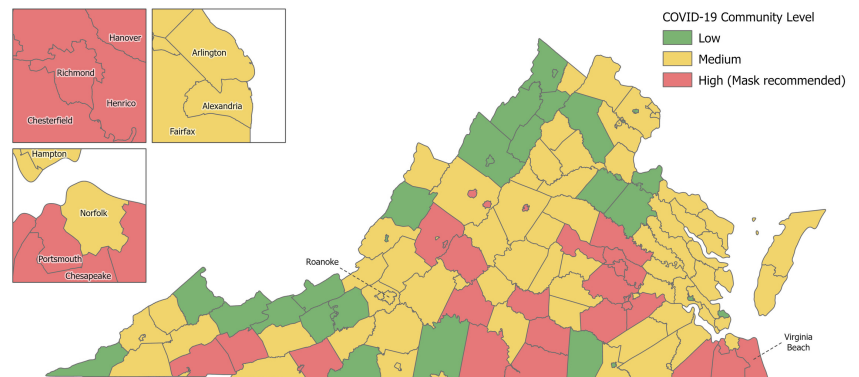 COVID-19 Community Level
Low
Medium
High (Mask recommended)
Hanover
Richmond
Henrico
Chesterfield
Arlington
Alexandria
Fairfax
Hampton
Norfolk
Portsmouth
Chesapeake
Roanoke
Virginia
Beach